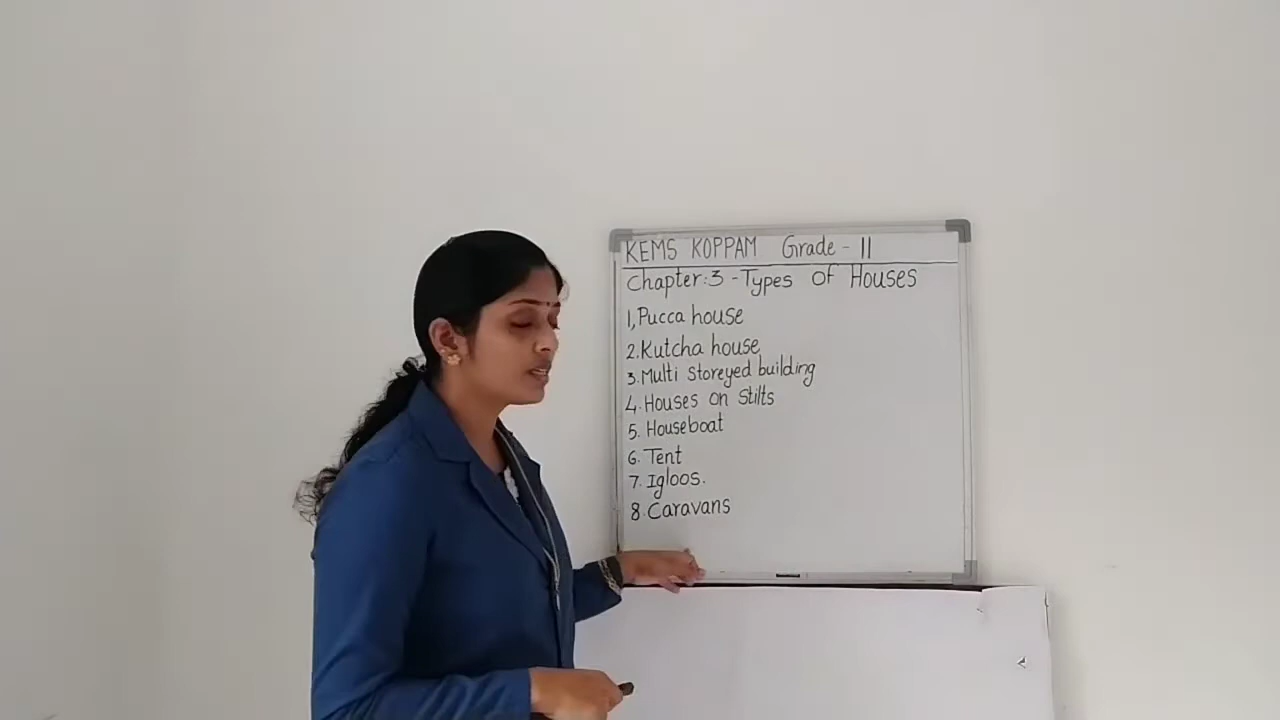 KEMS KOPPAM Grade - II
Chapter:3 - Types of Houses
1, Pucca house
2. Kutcha house
3. Multi storeyed building
4. Houses on stilts
5. Houseboat
6. Tent
7. Igloos.
8. Caravans